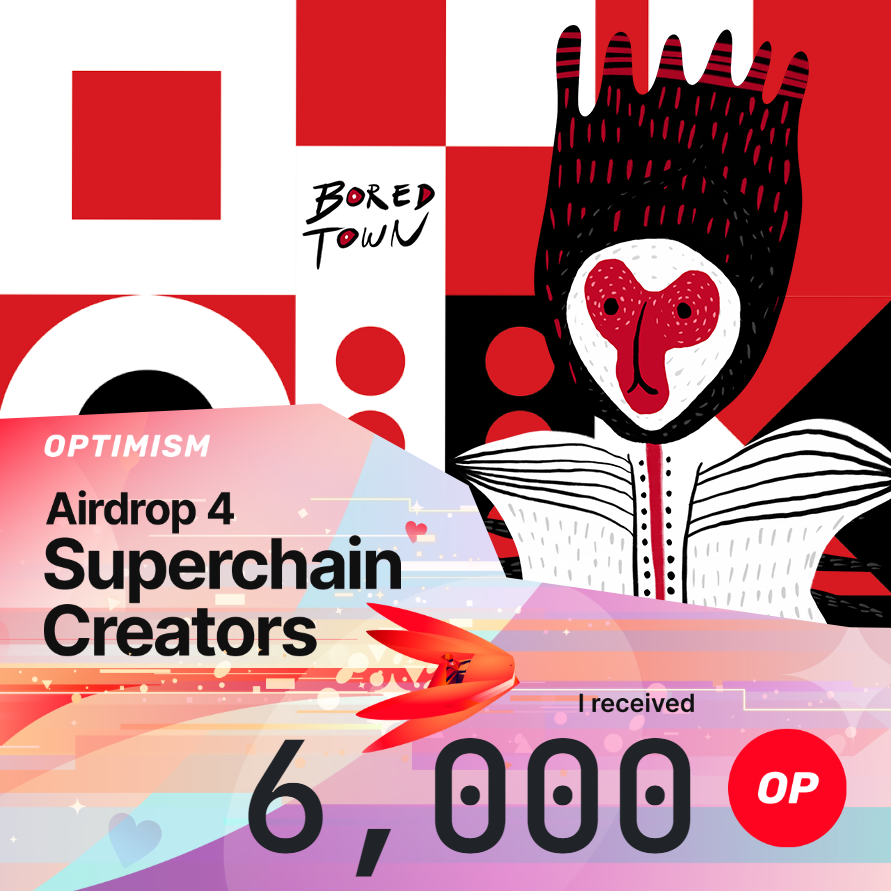 BORED
TOWN
OPTIMISM
Airdrop 4
Superchain
Creators
I received
6,000
OP